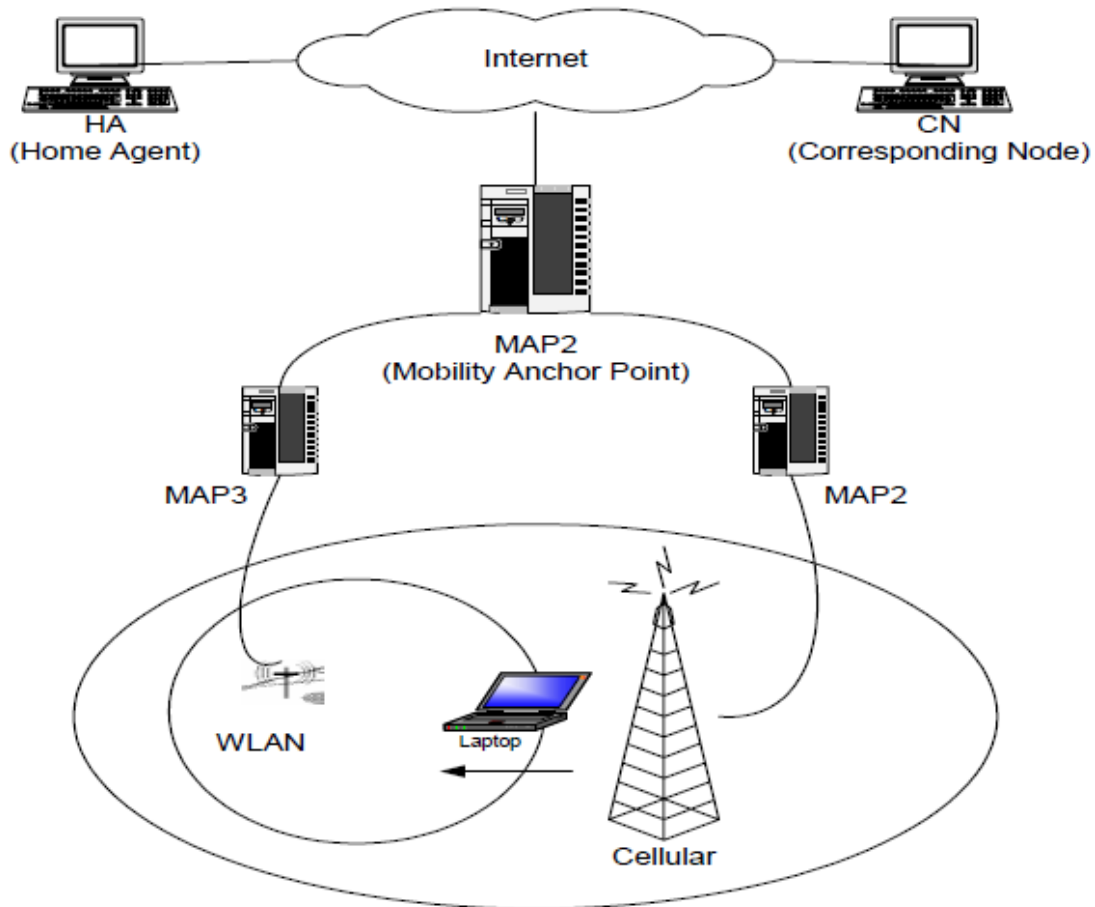 Internet
HA
(Home Agent)
CN
(Corresponding Node)
MAP2
(Mobility Anchor Point)
MAP3
MAP2
WLAN
Laptop
Cellular